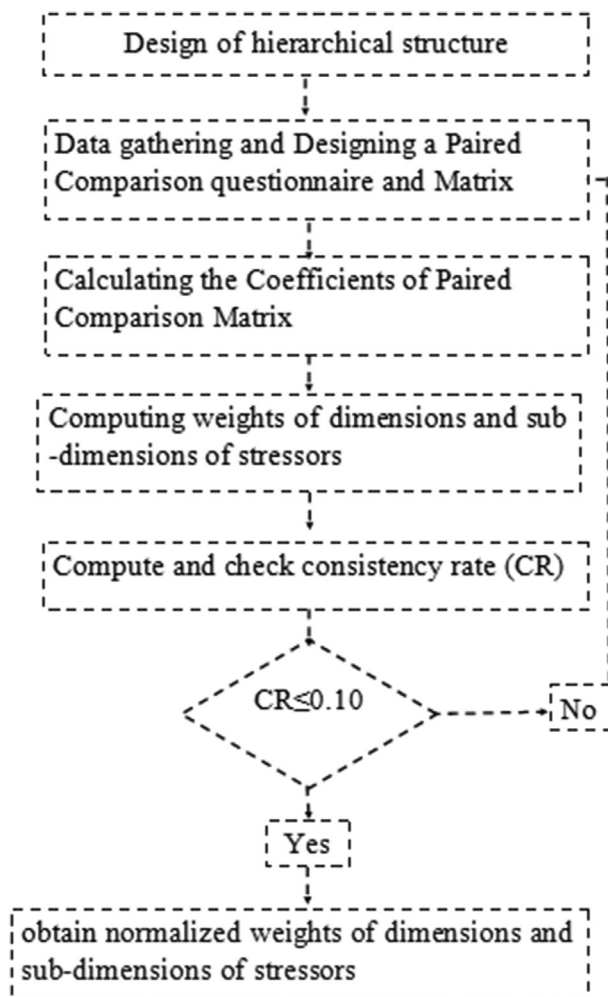 Design of hierarchical structure
Data gathering and Designing a Paired
Comparison questionnaire and Matrix
Calculating the Coefficients of Paired
Comparison Matrix
Computing weights of dimensions and sub
-dimensions of stressors
Compute and check consistency rate (CR)
CR≤0.10
No
Yes
obtain normalized weights of dimensions and
sub-dimensions of stressors